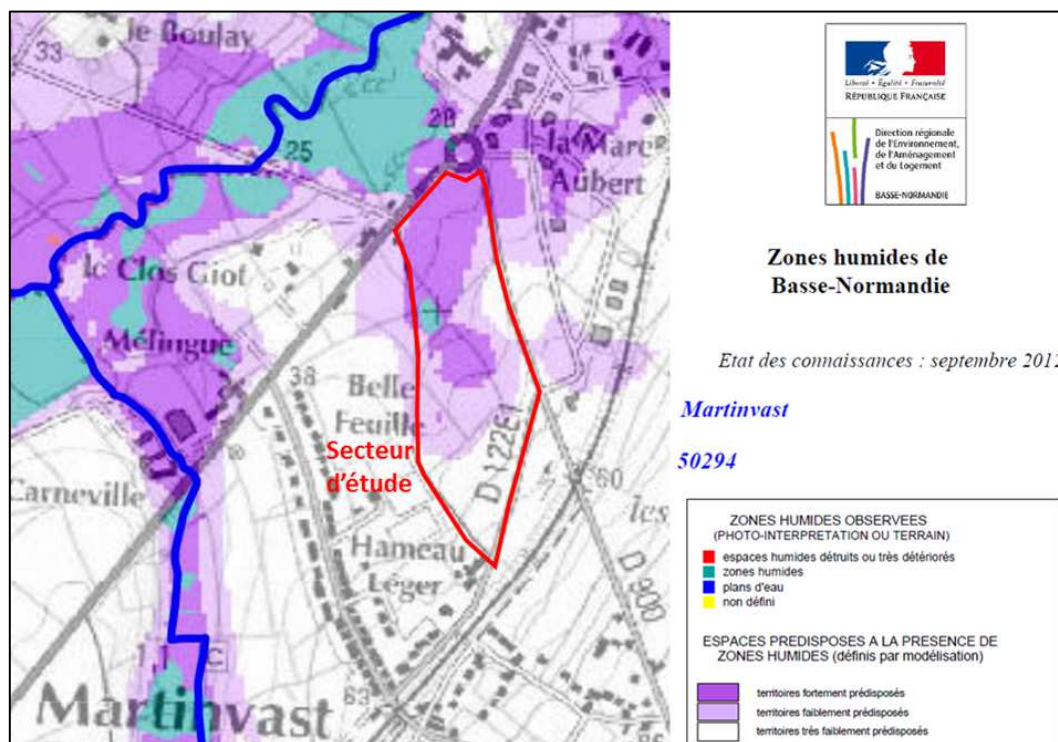 le Boulay
33
28
25
la Mare
Aubert
le Clos Giot
Mélingue
38
Belle
Feuille
Secteur
d'étude
D 122E1
Carneville
60
les
Hameau
Léger
D 900
1,1
C
63
Martinvast
Liberté • Égalité • Fraternité
RÉPUBLIQUE FRANÇAISE
Direction régionale
de l'Environnement,
de l'Aménagement
et du Logement
BASSE-NORMANDIE
Zones humides de
Basse-Normandie
Etat des connaissances : septembre 2012
Martinvast
50294
ZONES HUMIDES OBSERVEES
(PHOTO-INTERPRETATION OU TERRAIN)
espaces humides détruits ou très détériorés
zones humides
plans d'eau
non défini
ESPACES PREDISPOSES A LA PRESENCE DE
ZONES HUMIDES (définis par modélisation)
territoires fortement prédisposés
territoires faiblement prédisposés
territoires très faiblement prédisposés